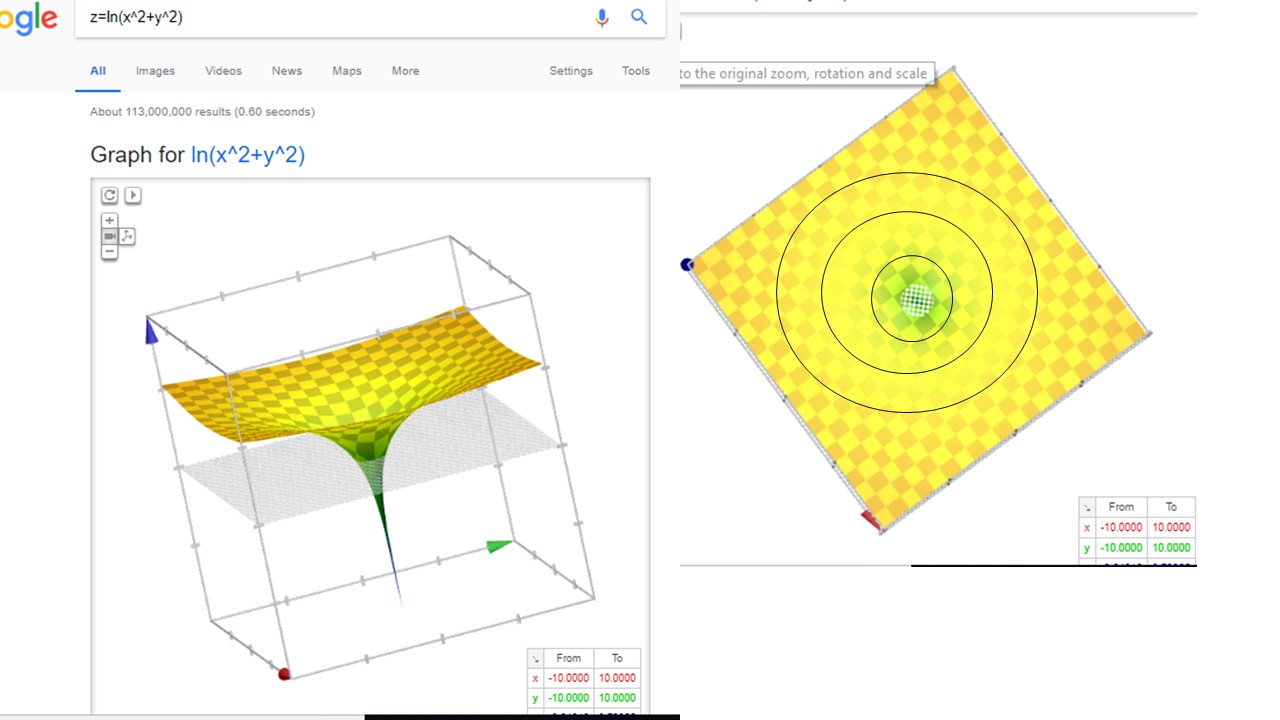 ogle
z=ln(x^2+y^2)
All Images Videos News Maps More Settings Tools
About 113,000,000 results (0.60 seconds)
Graph for ln(x^2+y^2)
From To
x -10.0000 10.0000
y -10.0000 10.0000
to the original zoom, rotation and scale
From To
x -10.0000 10.0000
y -10.0000 10.0000